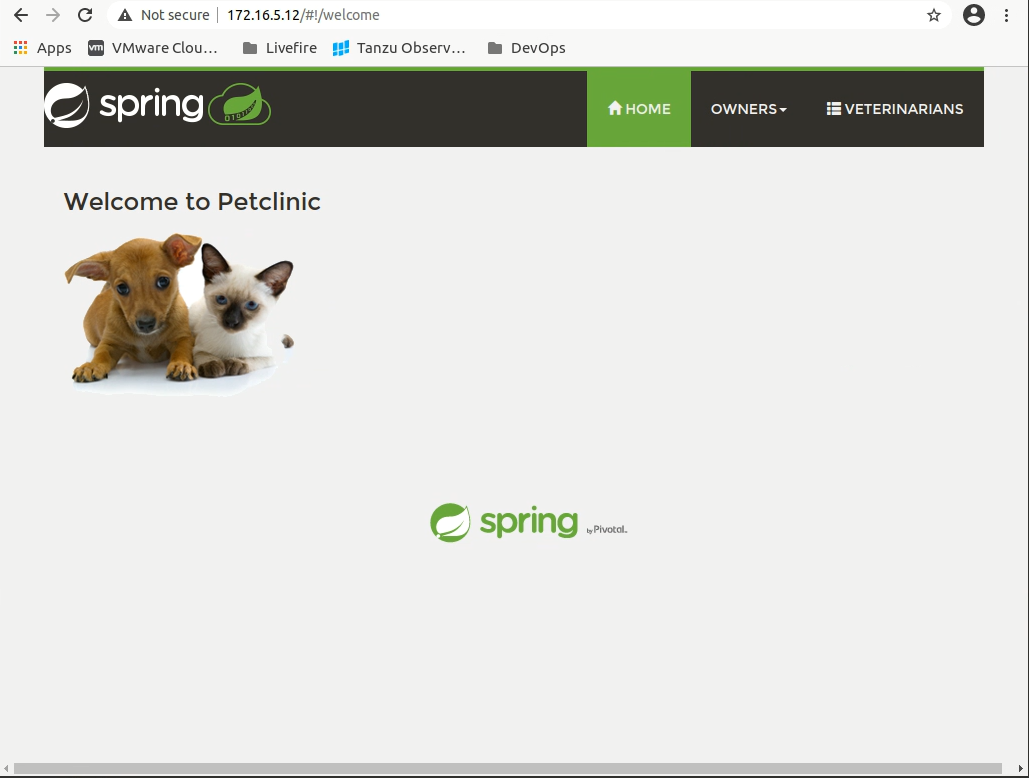 Not secure 172.16.5.12/#!/welcome
Apps VMware Clou... Livefire Tanzu Observ... DevOps
spring HOME OWNERS VETERINARIANS
Welcome to Petclinic
spring by Pivotal.